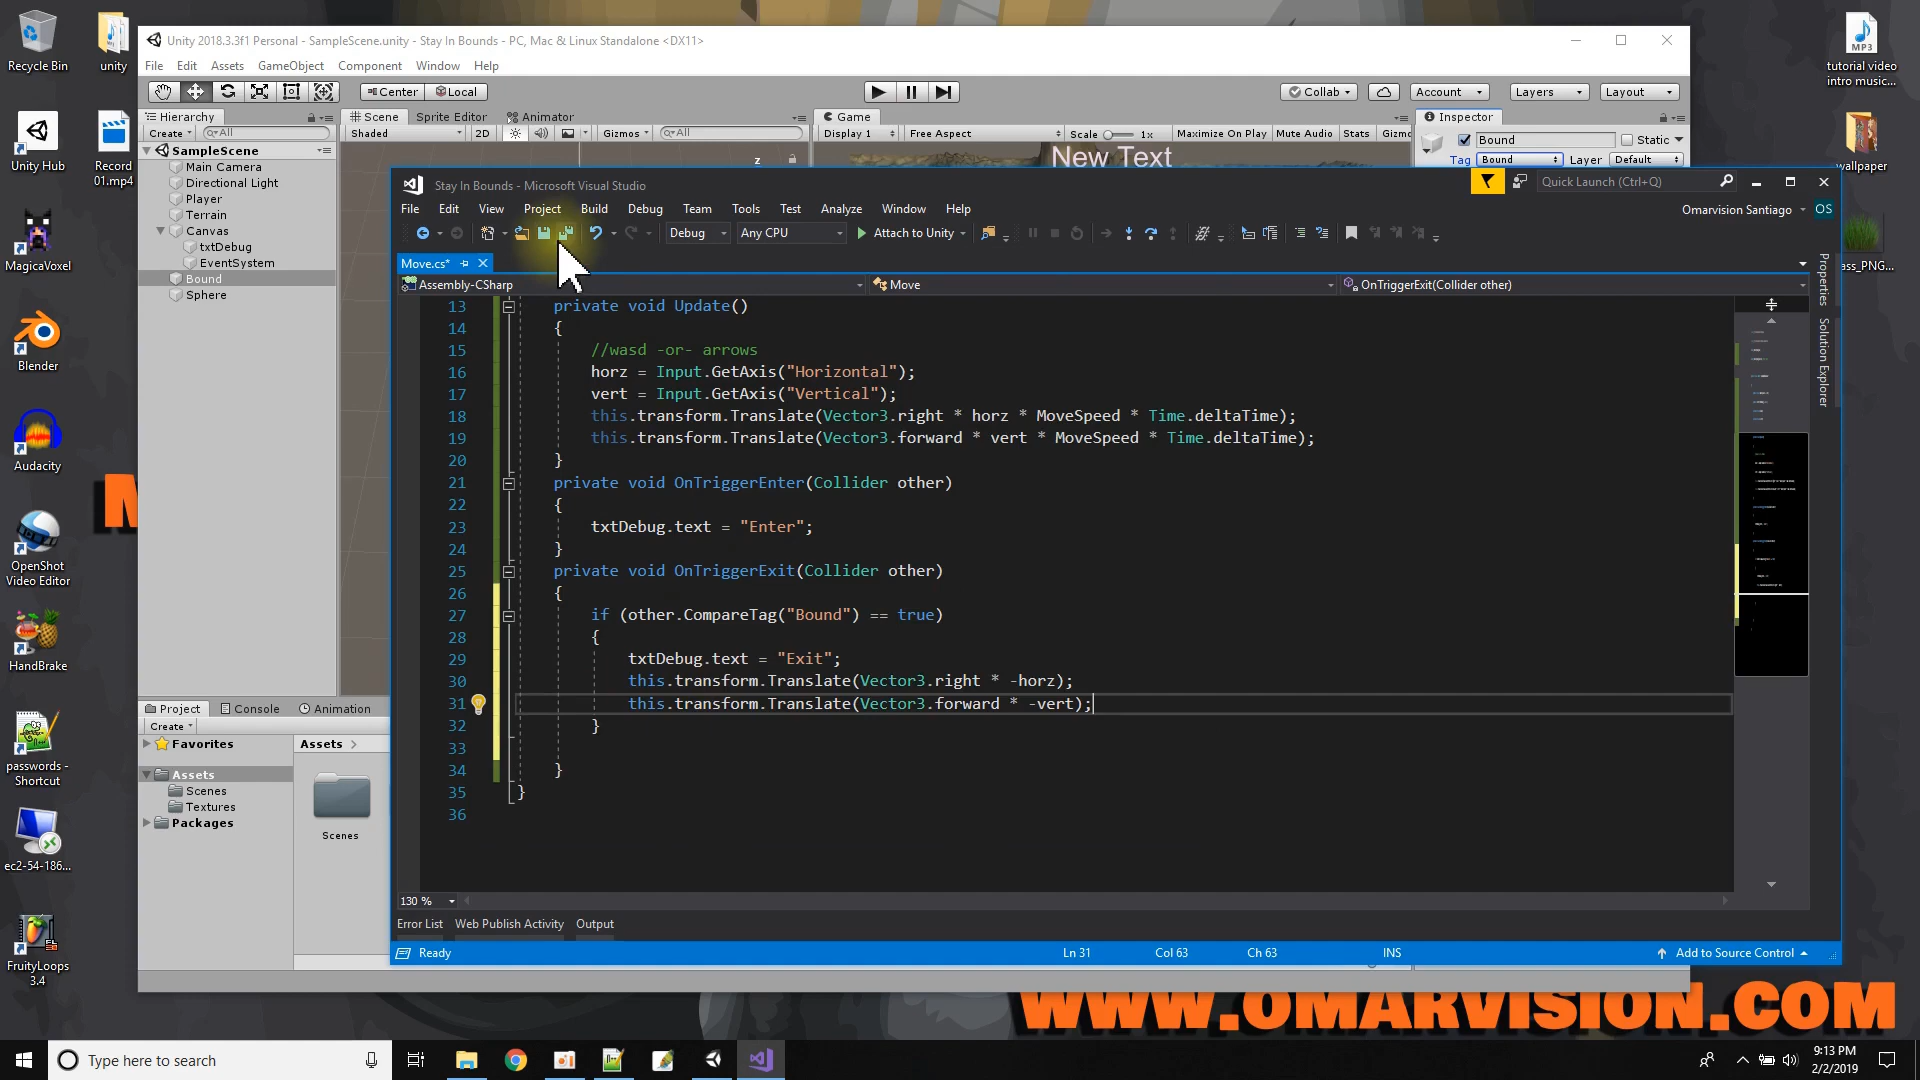 Recycle Bin
unity
Unity Hub
Record
01.mp4
MagicaVoxel
Blender
Audacity
OpenShot
Video Editor
HandBrake
passwords -
Shortcut
ec2-54-186...
FruityLoops
3.4
MP3
tutorial video
intro music...
wallpaper
Unity 2018.3.3f1 Personal - SampleScene.unity - Stay In Bounds - PC, Mac & Linux Standalone <DX11>
File Edit Assets GameObject Component Window Help
Center Local
Collab Account Layers Layout
Hierarchy
Create All
SampleScene
Main Camera
Directional Light
Player
Terrain
Canvas
txtDebug
EventSystem
Bound
Sphere
Scene Sprite Editor Animator
Shaded 2D Gizmos All
z
Game
Display 1 Free Aspect Scale 1x Maximize On Play Mute Audio Stats Gizmo
New Text
Inspector
Bound Static
Tag Bound Layer Default
Stay In Bounds - Microsoft Visual Studio
Quick Launch (Ctrl+Q)
File Edit View Project Build Debug Team Tools Test Analyze Window Help
Omarvision Santiago OS
Debug Any CPU Attach to Unity
Move.cs*
Assembly-CSharp Move OnTriggerExit(Collider other)
13 private void Update()
14 {
15 //wasd -or- arrows
16 horz = Input.GetAxis("Horizontal");
17 vert = Input.GetAxis("Vertical");
18 this.transform.Translate(Vector3.right * horz * MoveSpeed * Time.deltaTime);
19 this.transform.Translate(Vector3.forward * vert * MoveSpeed * Time.deltaTime);
20 }
21 private void OnTriggerEnter(Collider other)
22 {
23 txtDebug.text = "Enter";
24 }
25 private void OnTriggerExit(Collider other)
26 {
27 if (other.CompareTag("Bound") == true)
28 {
29 txtDebug.text = "Exit";
30 this.transform.Translate(Vector3.right * -horz);
31 this.transform.Translate(Vector3.forward * -vert);
32 }
33
34 }
35 }
36
Properties
Solution Explorer
130 %
Error List Web Publish Activity Output
Ready Ln 31 Col 63 Ch 63 INS Add to Source Control
Project Console Animation
Create
Favorites
Assets
Scenes
Textures
Packages
Assets
Scenes
WWW.OMARVISION.COM
Type here to search
9:13 PM
2/2/2019